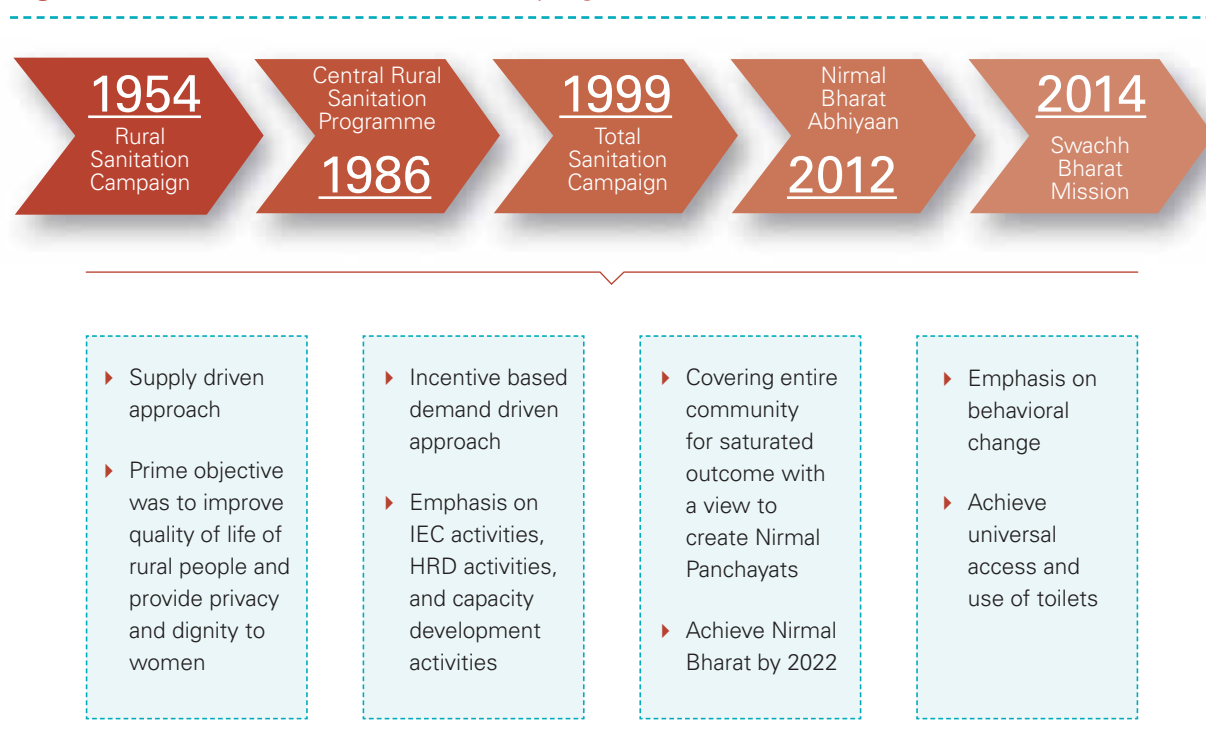 1954
Rural
Sanitation
Campaign
Central Rural
Sanitation
Programme
1986
1999
Total
Sanitation
Campaign
Nirmal
Bharat
Abhiyaan
2012
2014
Swachh
Bharat
Mission
Supply driven
approach
Prime objective
was to improve
quality of life of
rural people and
provide privacy
and dignity to
women
Incentive based
demand driven
approach
Emphasis on
IEC activities,
HRD activities,
and capacity
development
activities
Covering entire
community
for saturated
outcome with
a view to
create Nirmal
Panchayats
Achieve Nirmal
Bharat by 2022
Emphasis on
behavioral
change
Achieve
universal
access and
use of toilets